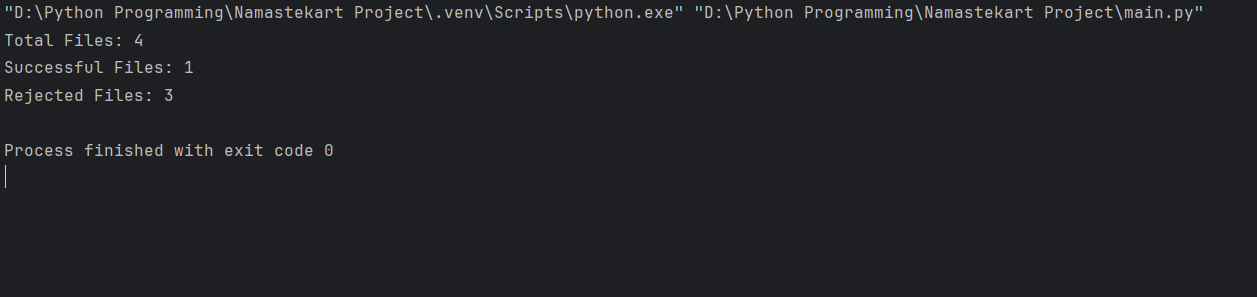 "D:\Python Programming\Namastekart Project\.venv\Scripts\python.exe" "D:\Python Programming\Namastekart Project\main.py"
Total Files: 4
Successful Files: 1
Rejected Files: 3
Process finished with exit code 0